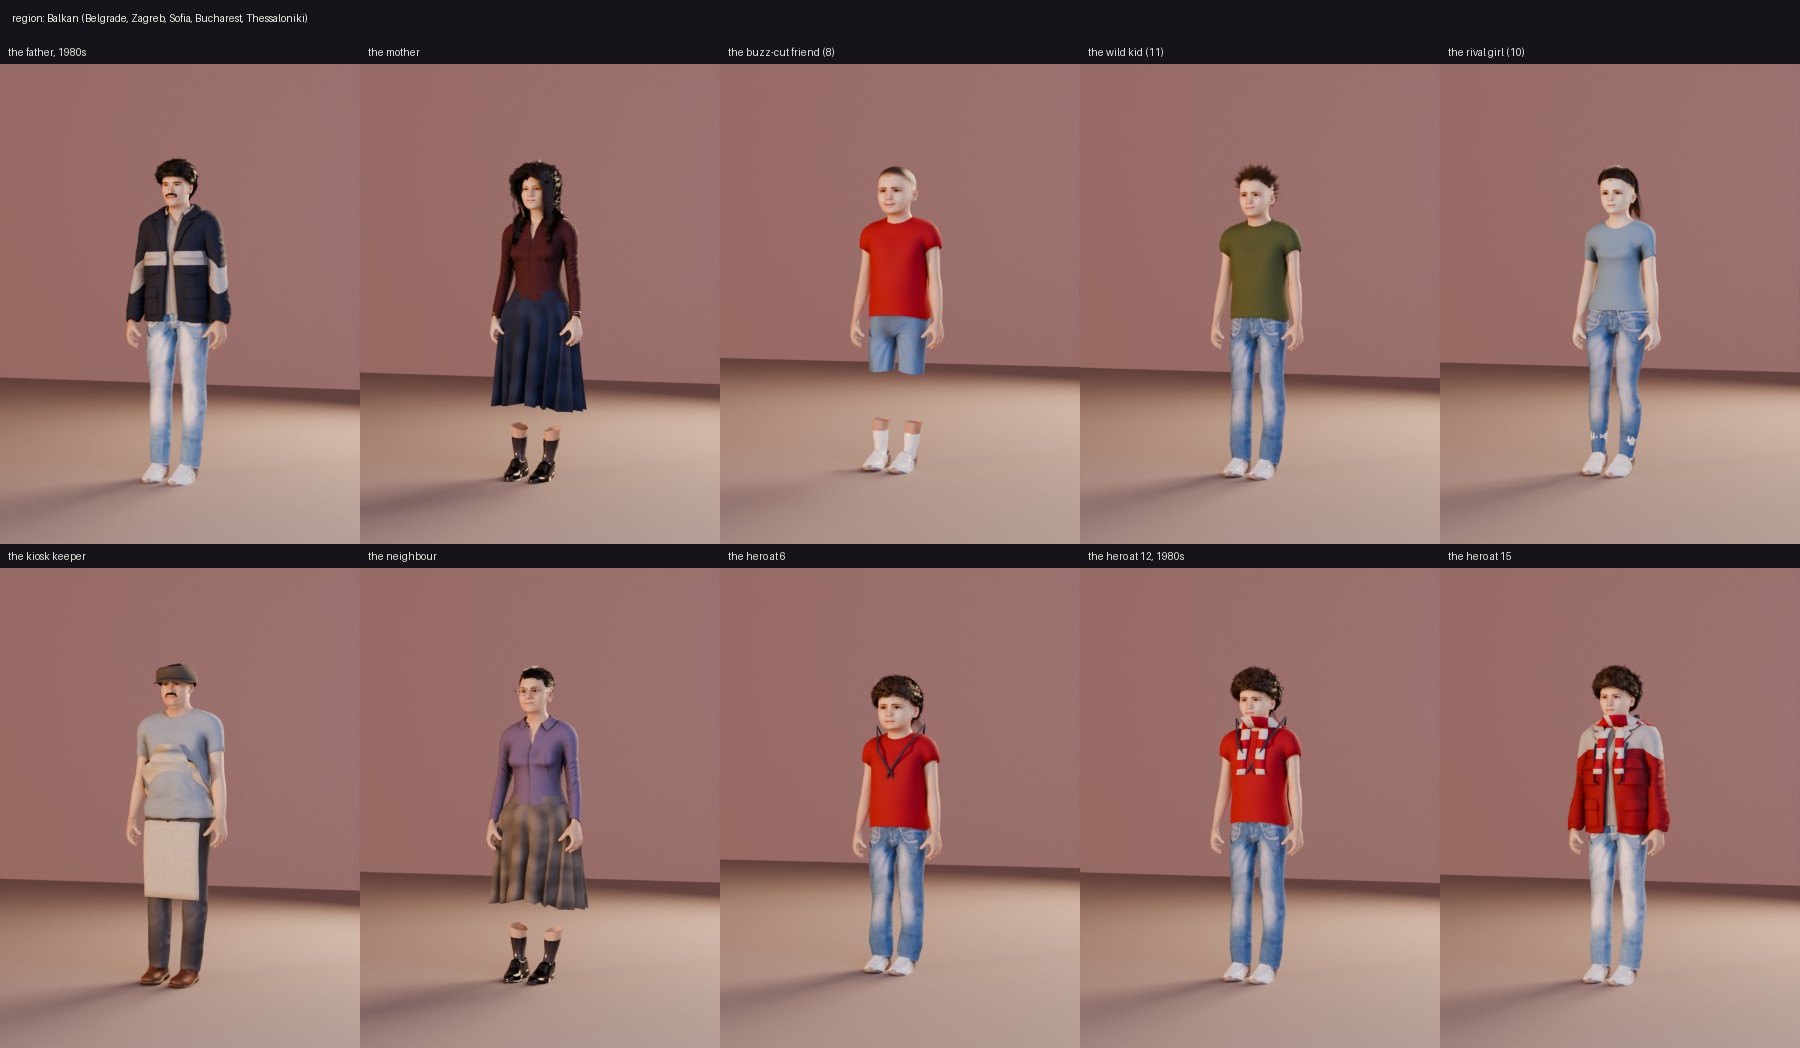 region: Balkan (Belgrade, Zagreb, Sofia, Bucharest, Thessaloniki)
the father, 1980s
the mother
the buzz-cut friend (8)
the wild kid (11)
the rival girl (10)
the kiosk keeper
the neighbour
the hero at 6
the hero at 12, 1980s
the hero at 15